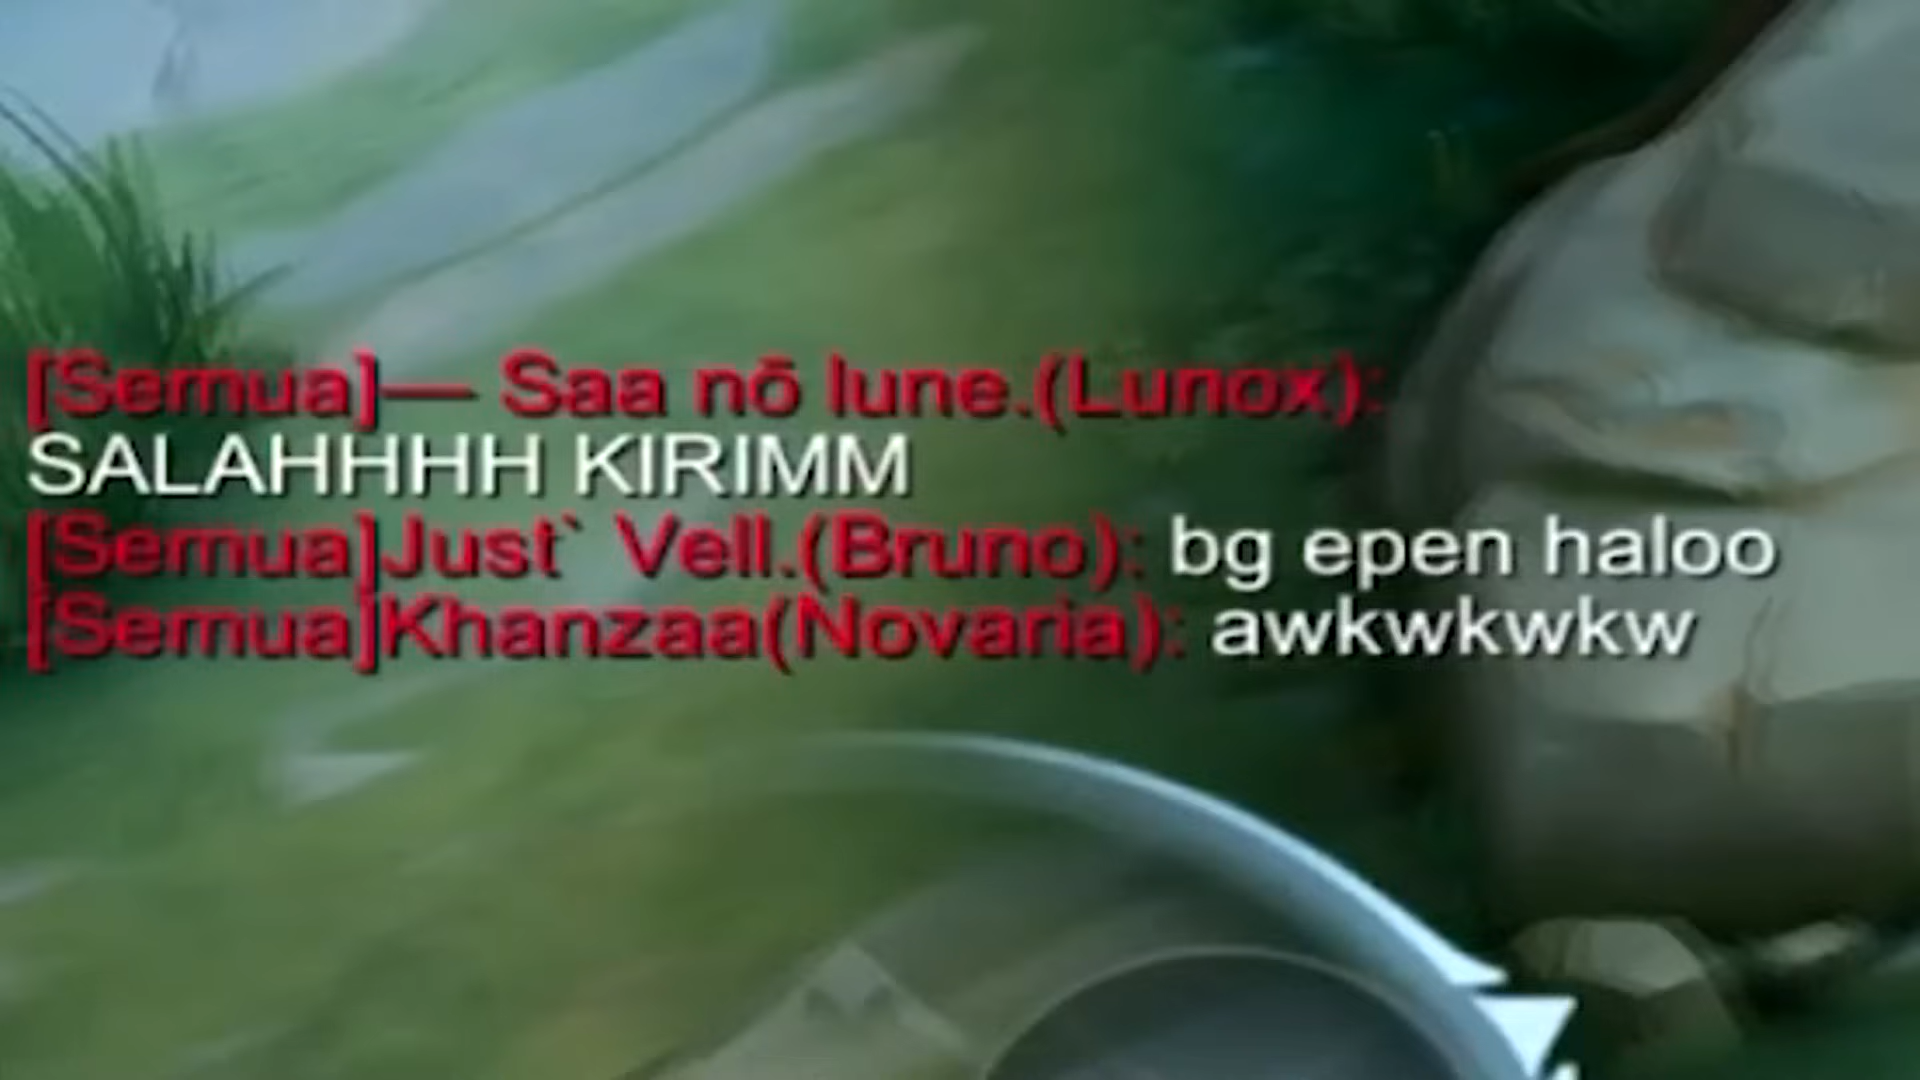 [Semua]— Saa nō lune.(Lunox):
SALAHHHH KIRIMM
[Semua]Just` Vell.(Bruno): bg epen haloo
[Semua]Khanzaa(Novaria): awkwkwkw